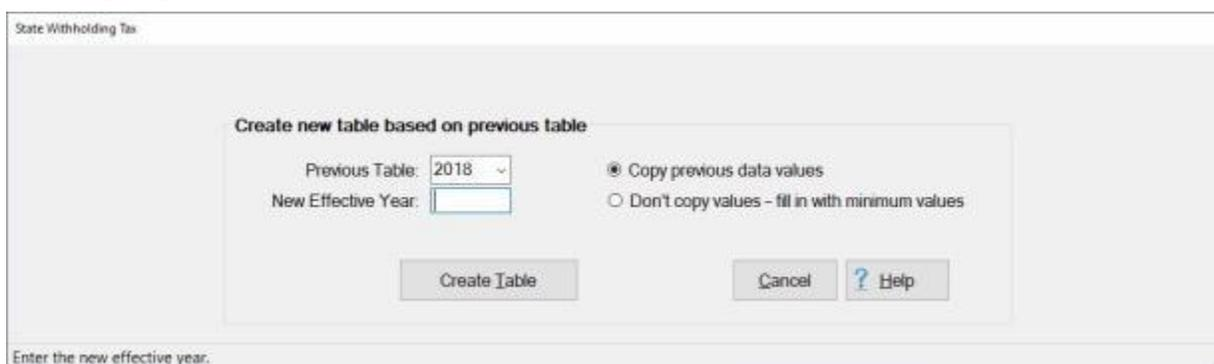 State Withholding Tax
Create new table based on previous table
Previous Table: 2018 Copy previous data values
New Effective Year: Don't copy values - fill in with minimum values
Create Table Cancel ? Help
Enter the new effective year.